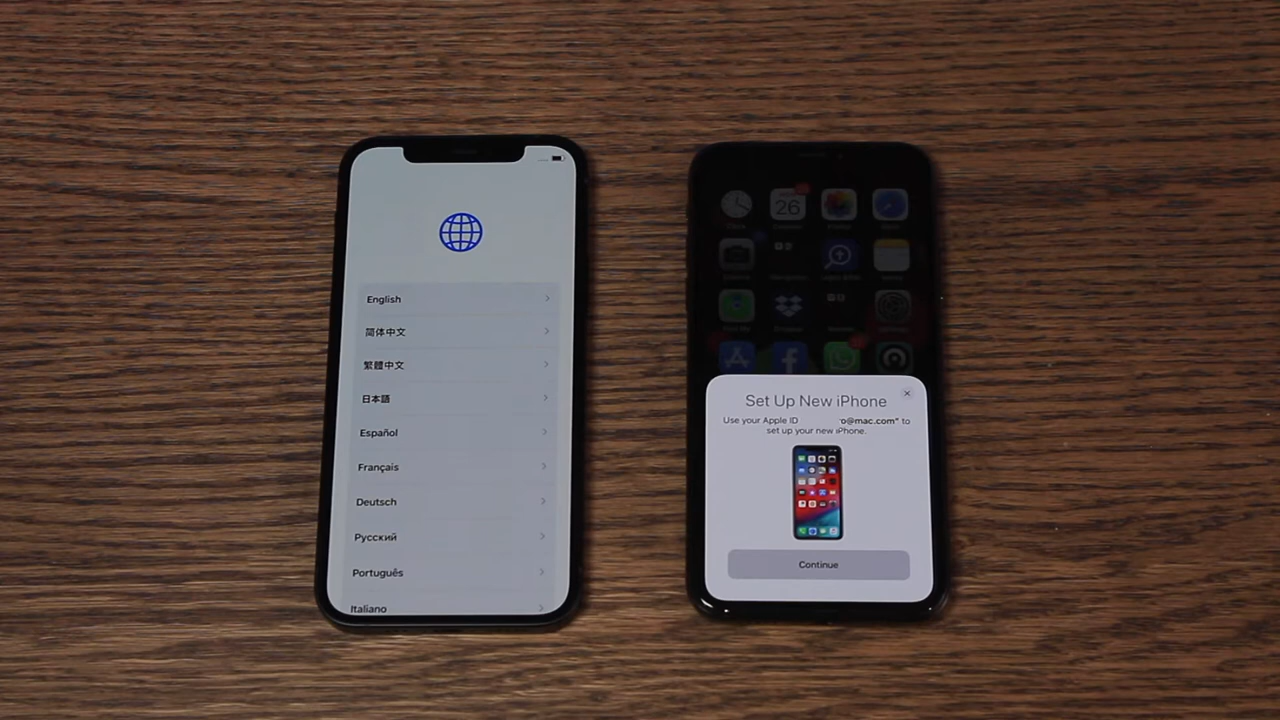 English
简体中文
繁體中文
日本語
Español
Français
Deutsch
Русский
Português
Italiano
26
Set Up New iPhone
Use your Apple ID o@mac.com" to
set up your new iPhone.
Continue